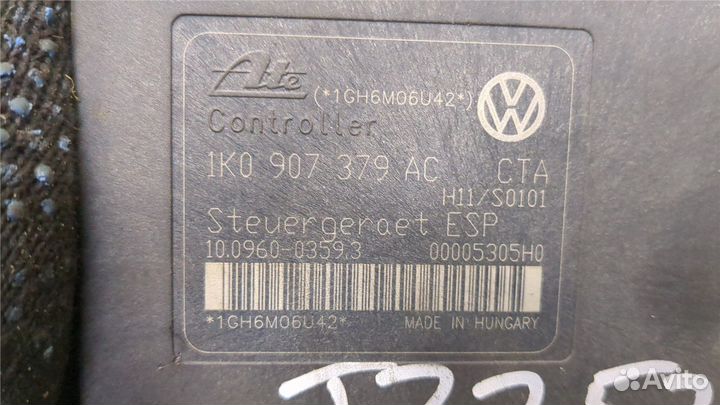 Ate (*1GH6M06U42*)
Controller
1K0 907 379 AC CTA
H11/S0101
Steuergeraet ESP
10.0960-0359.3 00005305H0
*1GH6M06U42* MADE IN HUNGARY
Avito